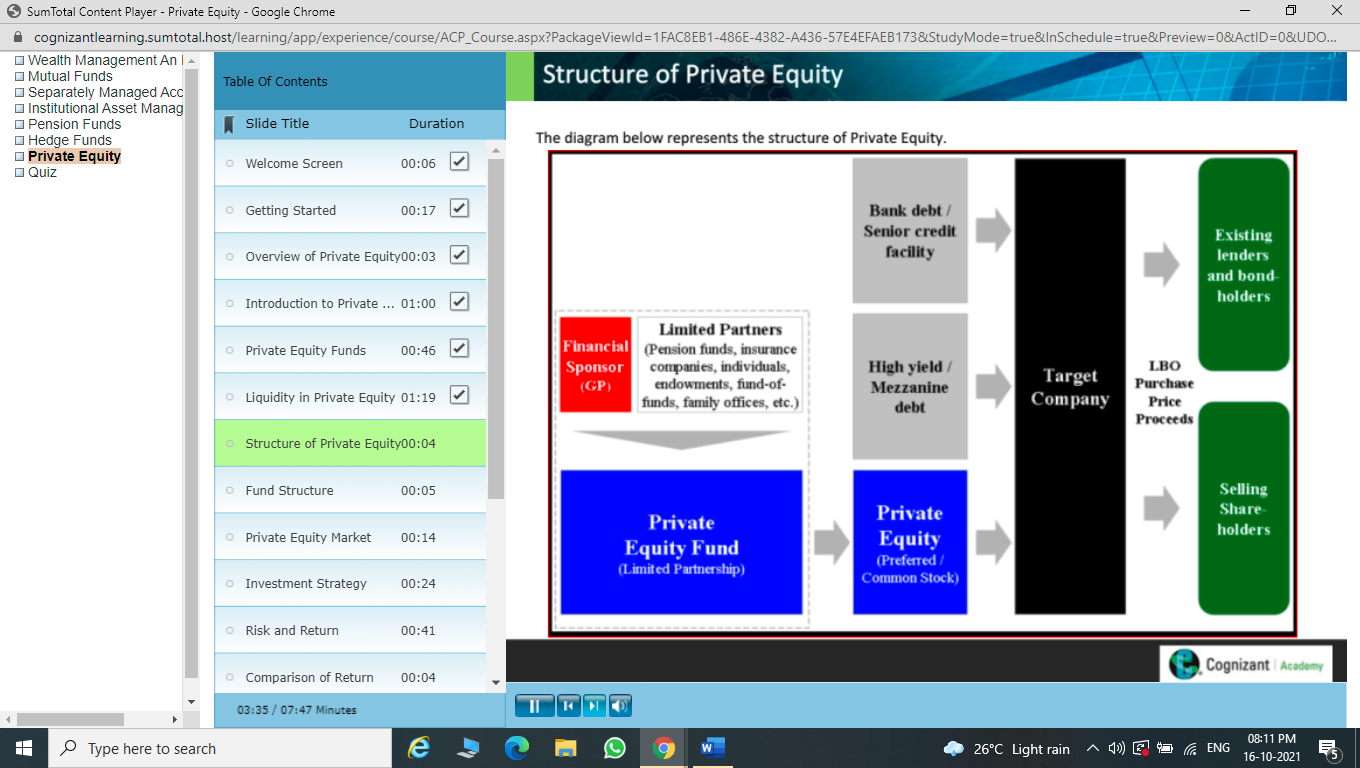 SumTotal Content Player - Private Equity - Google Chrome
cognizantlearning.sumtotal.host/learning/app/experience/course/ACP_Course.aspx?PackageViewId=1FAC8EB1-486E-4382-A436-57E4EFAEB173&StudyMode=true&InSchedule=true&Preview=0&ActID=0&UDO...
Wealth Management An
Mutual Funds
Separately Managed Acc
Institutional Asset Manag
Pension Funds
Hedge Funds
Private Equity
Quiz
Table Of Contents
Slide Title Duration
Welcome Screen 00:06
Getting Started 00:17
Overview of Private Equity 00:03
Introduction to Private ... 01:00
Private Equity Funds 00:46
Liquidity in Private Equity 01:19
Structure of Private Equity 00:04
Fund Structure 00:05
Private Equity Market 00:14
Investment Strategy 00:24
Risk and Return 00:41
Comparison of Return 00:04
03:35 / 07:47 Minutes
Structure of Private Equity
The diagram below represents the structure of Private Equity.
Financial
Sponsor
(GP)
Limited Partners
(Pension funds, insurance
companies, individuals,
endowments, fund-of-
funds, family offices, etc.)
Private
Equity Fund
(Limited Partnership)
Bank debt /
Senior credit
facility
High yield /
Mezzanine
debt
Private
Equity
(Preferred /
Common Stock)
Target
Company
LBO
Purchase
Price
Proceeds
Existing
lenders
and bond-
holders
Selling
Share-
holders
Cognizant | Academy
Type here to search
26°C Light rain
ENG
08:11 PM
16-10-2021
5